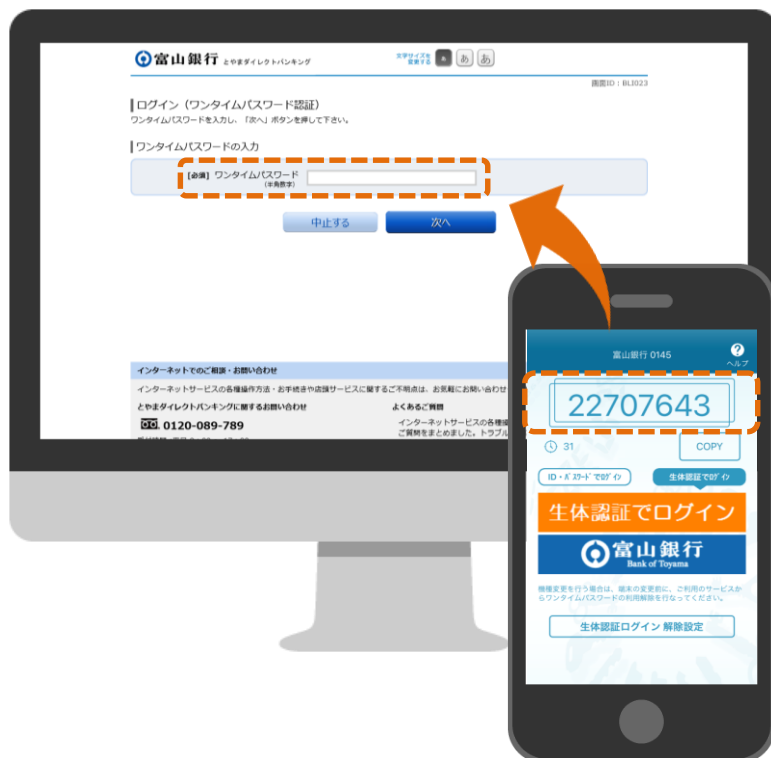 富山銀行 とやまダイレクトバンキング
文字サイズを
変更する
あ あ あ
画面ID：BLI023
ログイン（ワンタイムパスワード認証）
ワンタイムパスワードを入力し、「次へ」ボタンを押して下さい。
ワンタイムパスワードの入力
[必須] ワンタイムパスワード
（半角数字）
中止する
次へ
インターネットでのご相談・お問い合わせ
インターネットサービスの各種操作方法・お手続きや店頭サービスに関するご不明点は、お気軽にお問い合わせ
とやまダイレクトバンキングに関するお問い合わせ
0120-089-789
よくあるご質問
インターネットサービスの各種操
ご質問をまとめました。トラブル
富山銀行 0145
?
ヘルプ
22707643
31
COPY
ID・ﾊﾟｽﾜｰﾄﾞでﾛｸﾞｲﾝ
生体認証でﾛｸﾞｲﾝ
生体認証でログイン
富山銀行
Bank of Toyama
機種変更を行う場合は、端末の変更前に、ご利用のサービスか
らワンタイムパスワードの利用解除を行なってください。
生体認証ログイン 解除設定